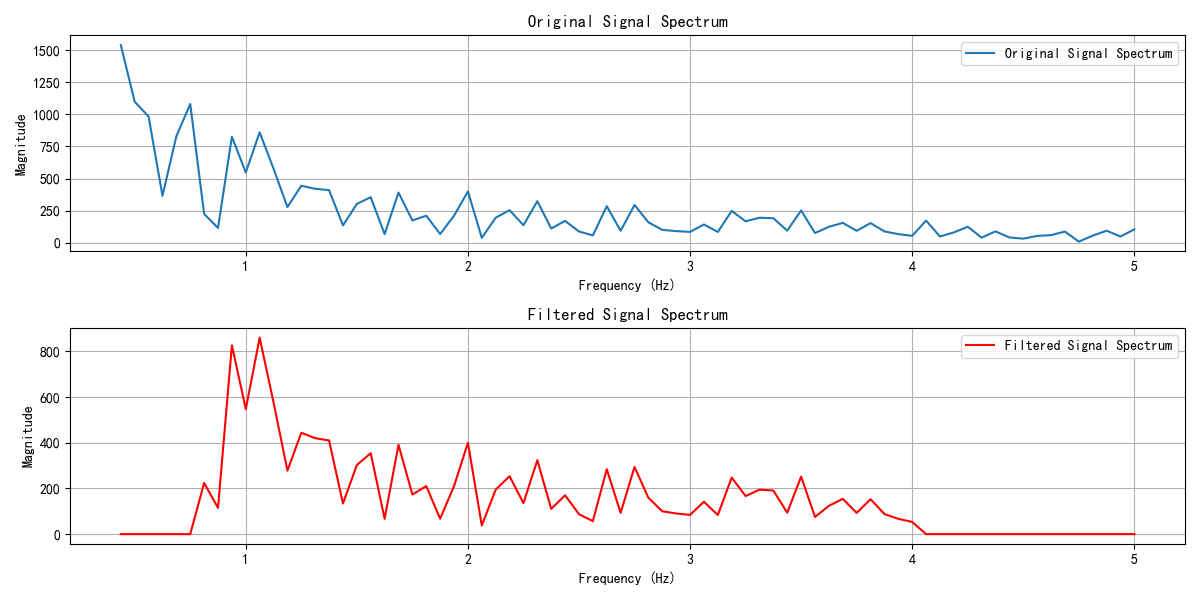 Original Signal Spectrum
1500
1250
1000
750
500
250
0
Magnitude
Original Signal Spectrum
1 2 3 4 5
Frequency (Hz)
Filtered Signal Spectrum
800
600
400
200
0
Magnitude
Filtered Signal Spectrum
1 2 3 4 5
Frequency (Hz)